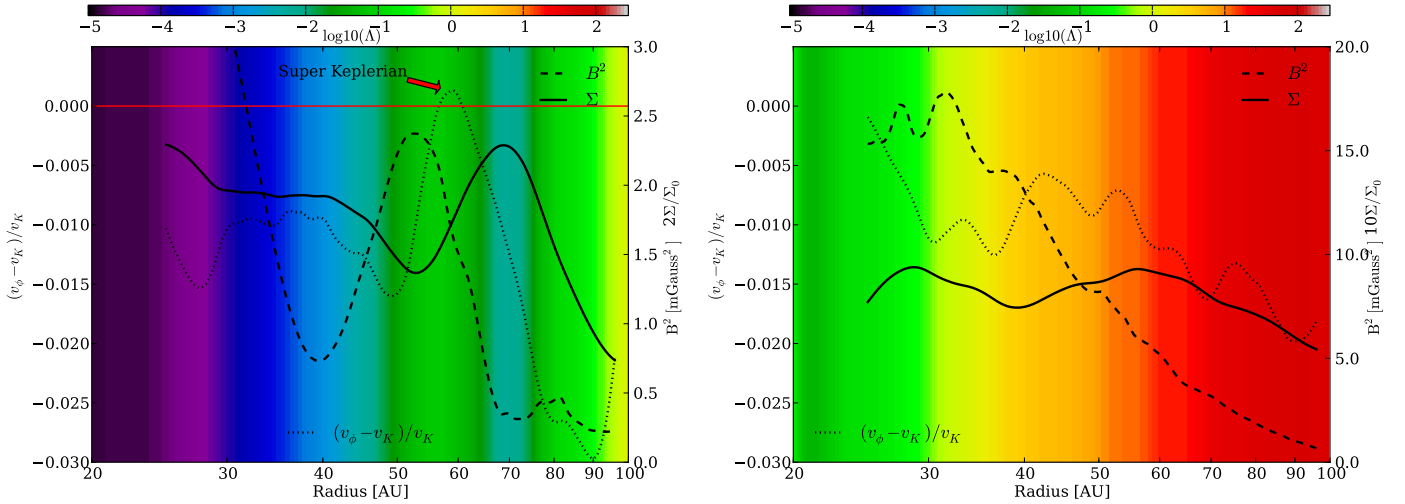 −5 −4 −3 −2 −1 0 1 2
log10(Λ)
Super Keplerian
B²
Σ
0.000
−0.005
−0.010
−0.015
−0.020
−0.025
−0.030
(v_ϕ−v_K)/v_K
3.0
2.5
2.0
1.5
1.0
0.5
0.0
B² [mGauss²] 2Σ/Σ₀
(v_ϕ−v_K)/v_K
20 30 40 50 60 70 80 90 100
Radius [AU]
−5 −4 −3 −2 −1 0 1 2
log10(Λ)
B²
Σ
0.000
−0.005
−0.010
−0.015
−0.020
−0.025
−0.030
(v_ϕ−v_K)/v_K
20.0
15.0
10.0
5.0
0.0
B² [mGauss²] 10Σ/Σ₀
(v_ϕ−v_K)/v_K
20 30 40 50 60 70 80 90 100
Radius [AU]